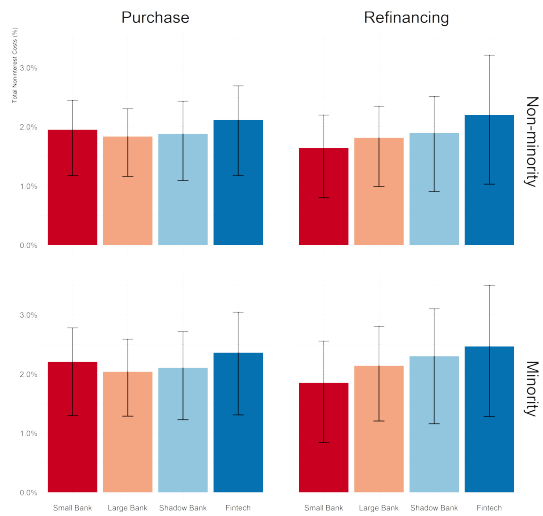 Purchase
Refinancing
Total Noninterest Costs (%)
3.0%
2.0%
1.0%
0.0%
Non-minority
3.0%
2.0%
1.0%
0.0%
Minority
Small Bank Large Bank Shadow Bank Fintech
Small Bank Large Bank Shadow Bank Fintech